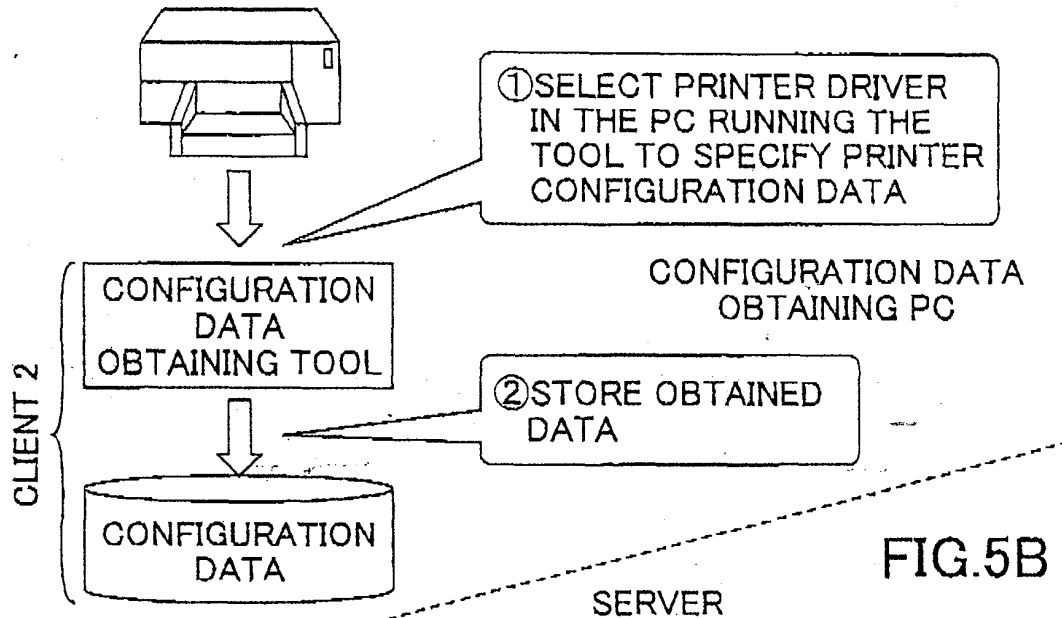 ①SELECT PRINTER DRIVER
IN THE PC RUNNING THE
TOOL TO SPECIFY PRINTER
CONFIGURATION DATA
CONFIGURATION DATA
OBTAINING PC
CONFIGURATION
DATA
OBTAINING TOOL
②STORE OBTAINED
DATA
CLIENT 2
CONFIGURATION
DATA
FIG.5B
SERVER